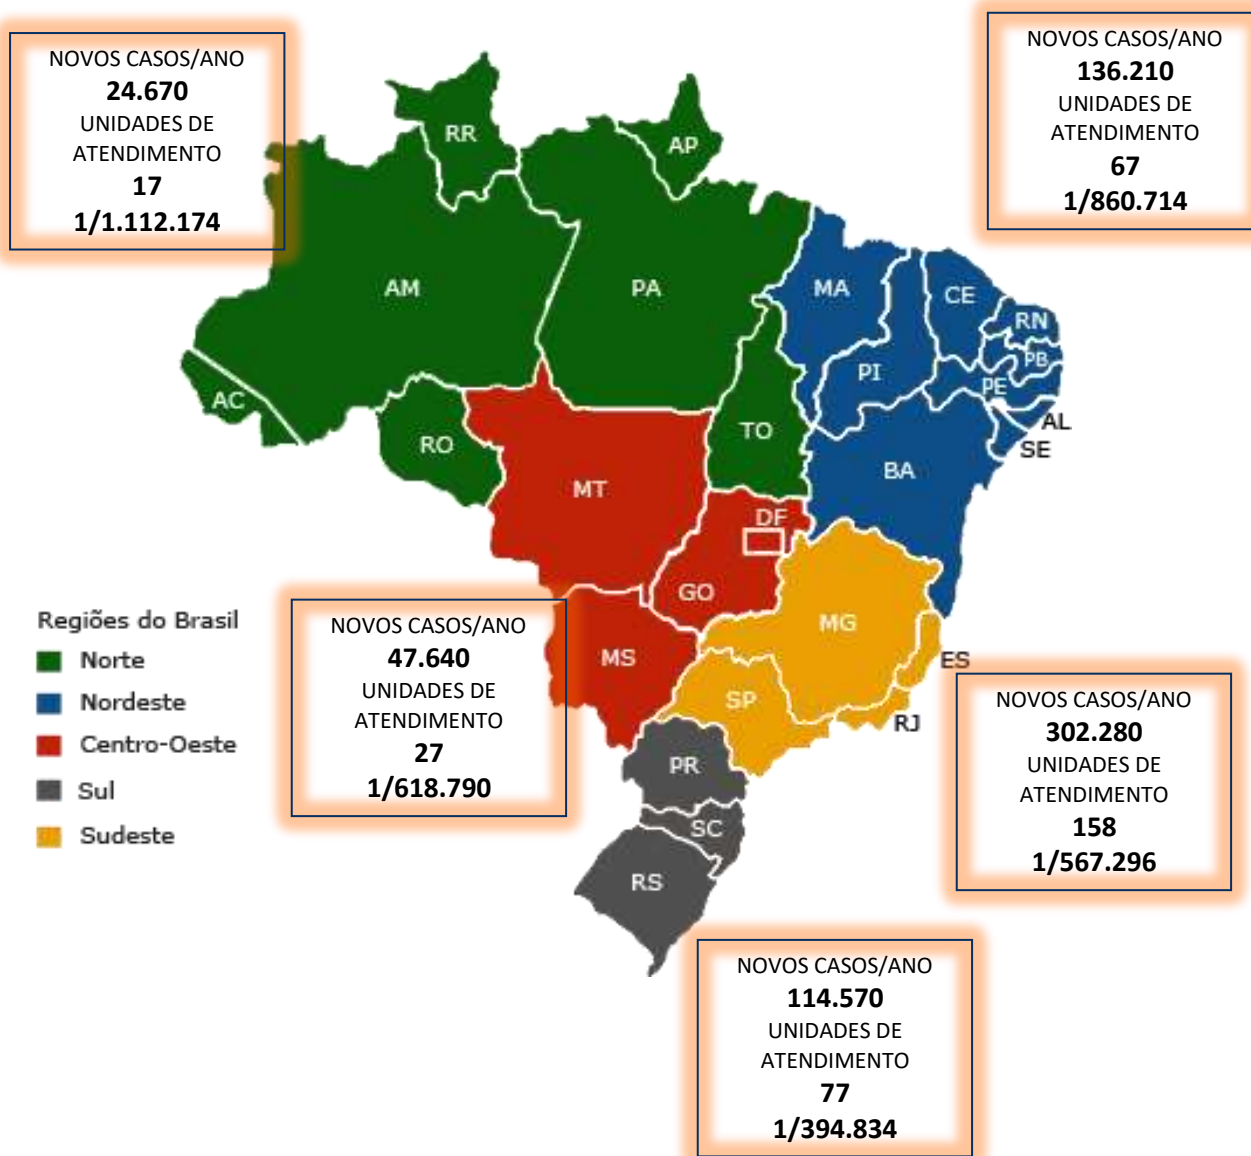 NOVOS CASOS/ANO
24.670
UNIDADES DE
ATENDIMENTO
17
1/1.112.174
NOVOS CASOS/ANO
136.210
UNIDADES DE
ATENDIMENTO
67
1/860.714
RR
AP
AM
PA
MA
CE
RN
PB
PI
PE
AC
RO
TO
AL
SE
BA
MT
DF
GO
MG
MS
ES
SP
RJ
PR
SC
RS
Regiões do Brasil
Norte
Nordeste
Centro-Oeste
Sul
Sudeste
NOVOS CASOS/ANO
47.640
UNIDADES DE
ATENDIMENTO
27
1/618.790
NOVOS CASOS/ANO
302.280
UNIDADES DE
ATENDIMENTO
158
1/567.296
NOVOS CASOS/ANO
114.570
UNIDADES DE
ATENDIMENTO
77
1/394.834